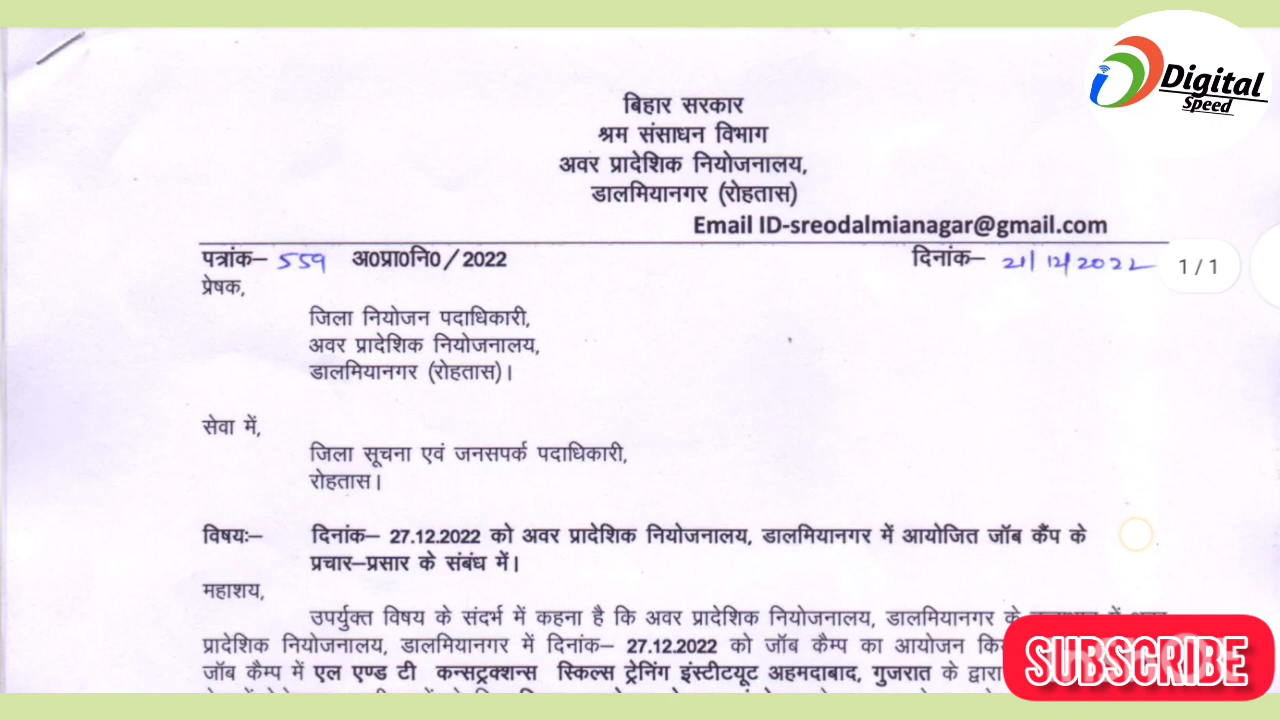 Digital
Speed
बिहार सरकार
श्रम संसाधन विभाग
अवर प्रादेशिक नियोजनालय,
डालमियानगर (रोहतास)
Email ID-sreodalmianagar@gmail.com
पत्रांक– 559 अ0प्रा0नि0/2022 दिनांक– 21/12/2022
1/1
प्रेषक,
जिला नियोजन पदाधिकारी,
अवर प्रादेशिक नियोजनालय,
डालमियानगर (रोहतास)।
सेवा में,
जिला सूचना एवं जनसपर्क पदाधिकारी,
रोहतास।
विषयः– दिनांक– 27.12.2022 को अवर प्रादेशिक नियोजनालय, डालमियानगर में आयोजित जॉब कैंप के
प्रचार–प्रसार के संबंध में।
महाशय,
उपर्युक्त विषय के संदर्भ में कहना है कि अवर प्रादेशिक नियोजनालय, डालमियानगर के
प्रादेशिक नियोजनालय, डालमियानगर में दिनांक– 27.12.2022 को जॉब कैम्प का आयोजन
जॉब कैम्प में एल एण्ड टी कन्सट्रक्शन्स स्किल्स ट्रेनिंग इंस्टीटयूट अहमदाबाद, गुजरात के द्वारा
SUBSCRIBE